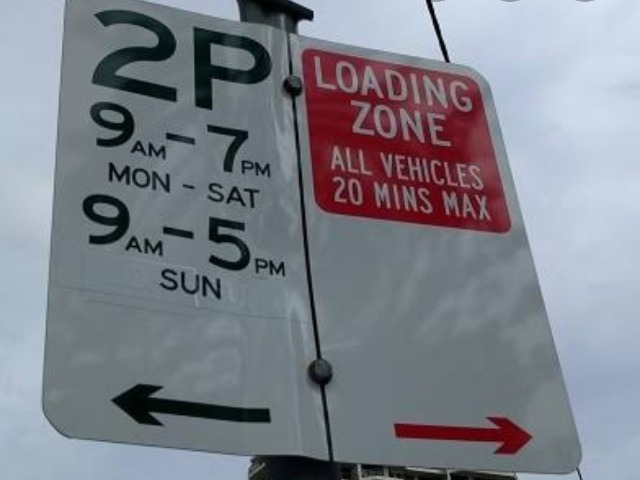 2P
9AM-7PM
MON - SAT
9AM-5PM
SUN
LOADING
ZONE
ALL VEHICLES
20 MINS MAX